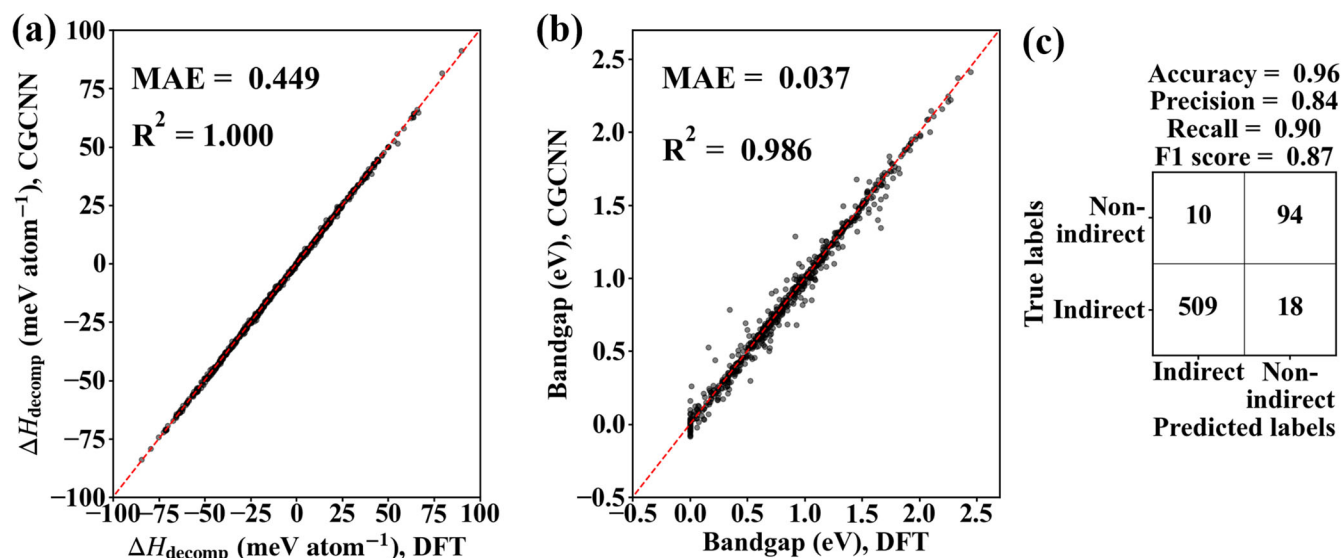 (a)
MAE = 0.449
R² = 1.000
ΔH_decomp (meV atom⁻¹), CGCNN
100
75
50
25
0
−25
−50
−75
−100
−100 −75 −50 −25 0 25 50 75 100
ΔH_decomp (meV atom⁻¹), DFT
(b)
MAE = 0.037
R² = 0.986
Bandgap (eV), CGCNN
2.5
2.0
1.5
1.0
0.5
0.0
−0.5
−0.5 0.0 0.5 1.0 1.5 2.0 2.5
Bandgap (eV), DFT
(c)
Accuracy = 0.96
Precision = 0.84
Recall = 0.90
F1 score = 0.87
True labels
Non-
indirect
10 94
Indirect
509 18
Indirect Non-
indirect
Predicted labels